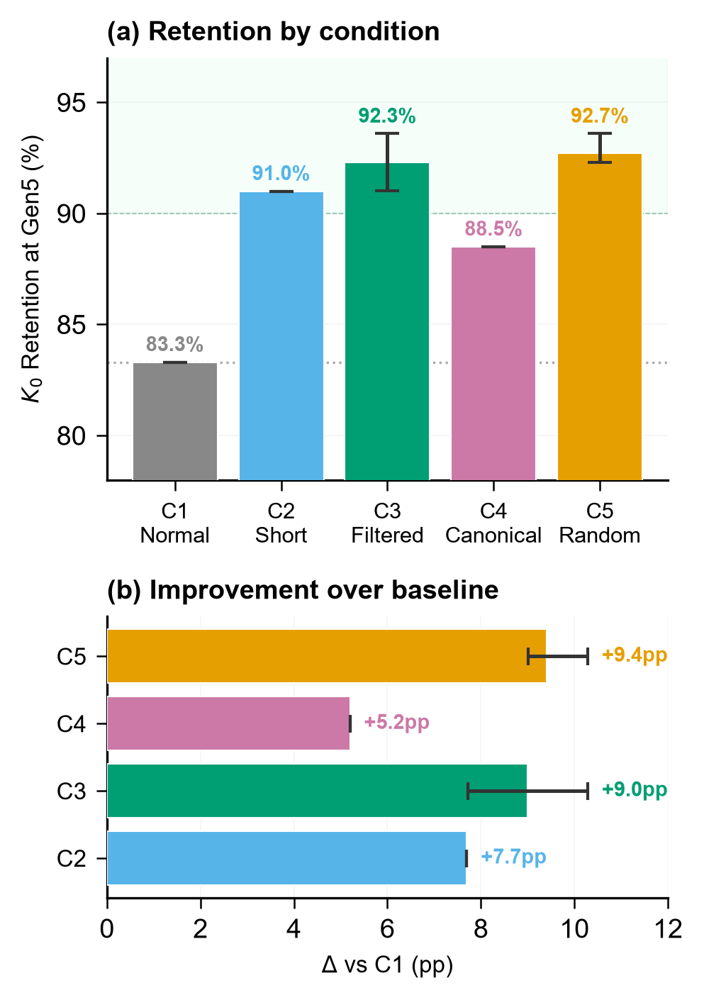 (a) Retention by condition
K₀ Retention at Gen5 (%)
95
90
85
80
83.3%
91.0%
92.3%
88.5%
92.7%
C1 C2 C3 C4 C5
Normal Short Filtered Canonical Random
(b) Improvement over baseline
C5 +9.4pp
C4 +5.2pp
C3 +9.0pp
C2 +7.7pp
0 2 4 6 8 10 12
Δ vs C1 (pp)